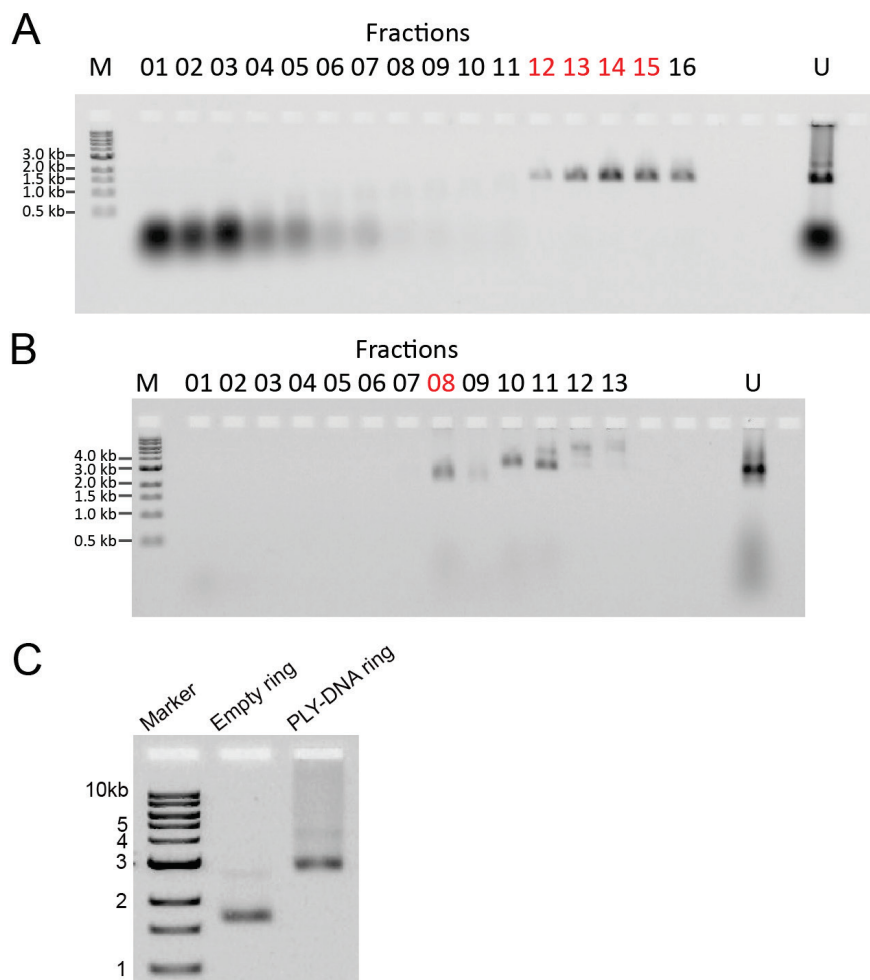 A
Fractions
M 01 02 03 04 05 06 07 08 09 10 11 12 13 14 15 16 U
3.0 kb
2.0 kb
1.5 kb
1.0 kb
0.5 kb
B
Fractions
M 01 02 03 04 05 06 07 08 09 10 11 12 13 U
4.0 kb
3.0 kb
2.0 kb
1.5 kb
1.0 kb
0.5 kb
C
Marker Empty ring PLY-DNA ring
10kb
5
4
3
2
1